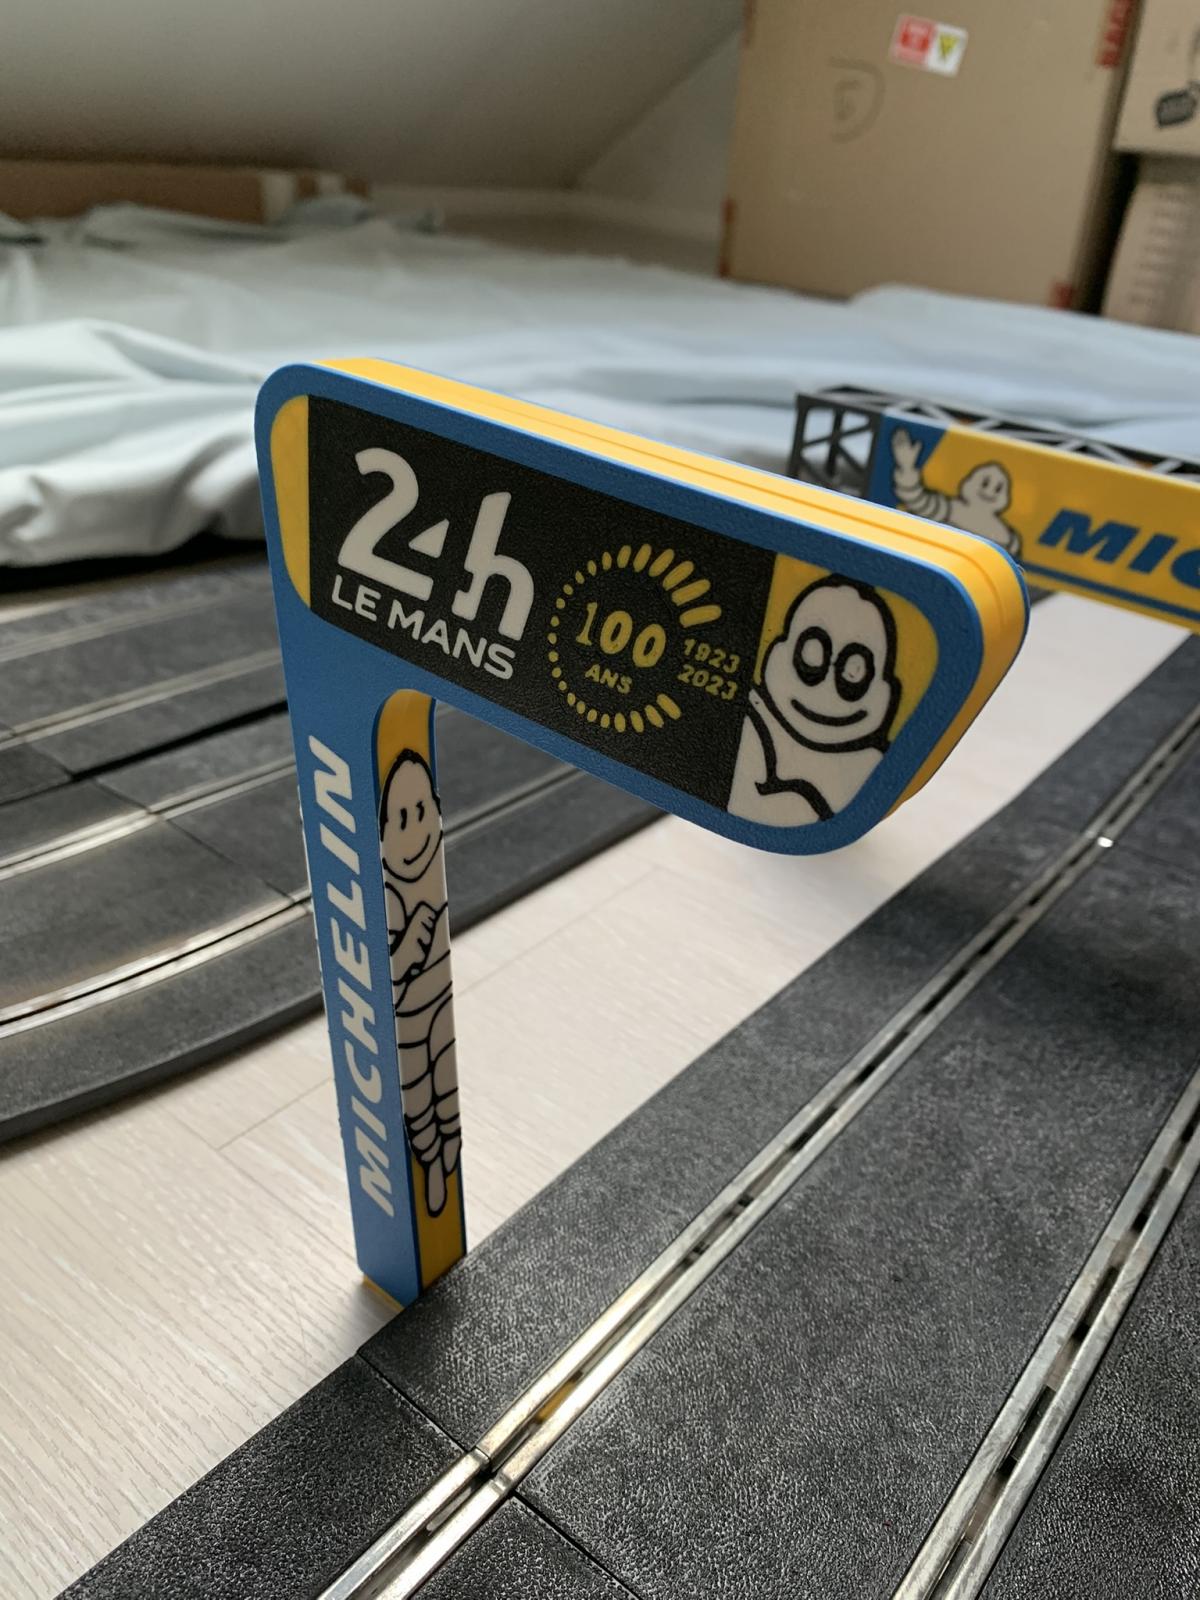 24h
LE MANS
100
ANS
1923
2023
MICHELIN
MIC